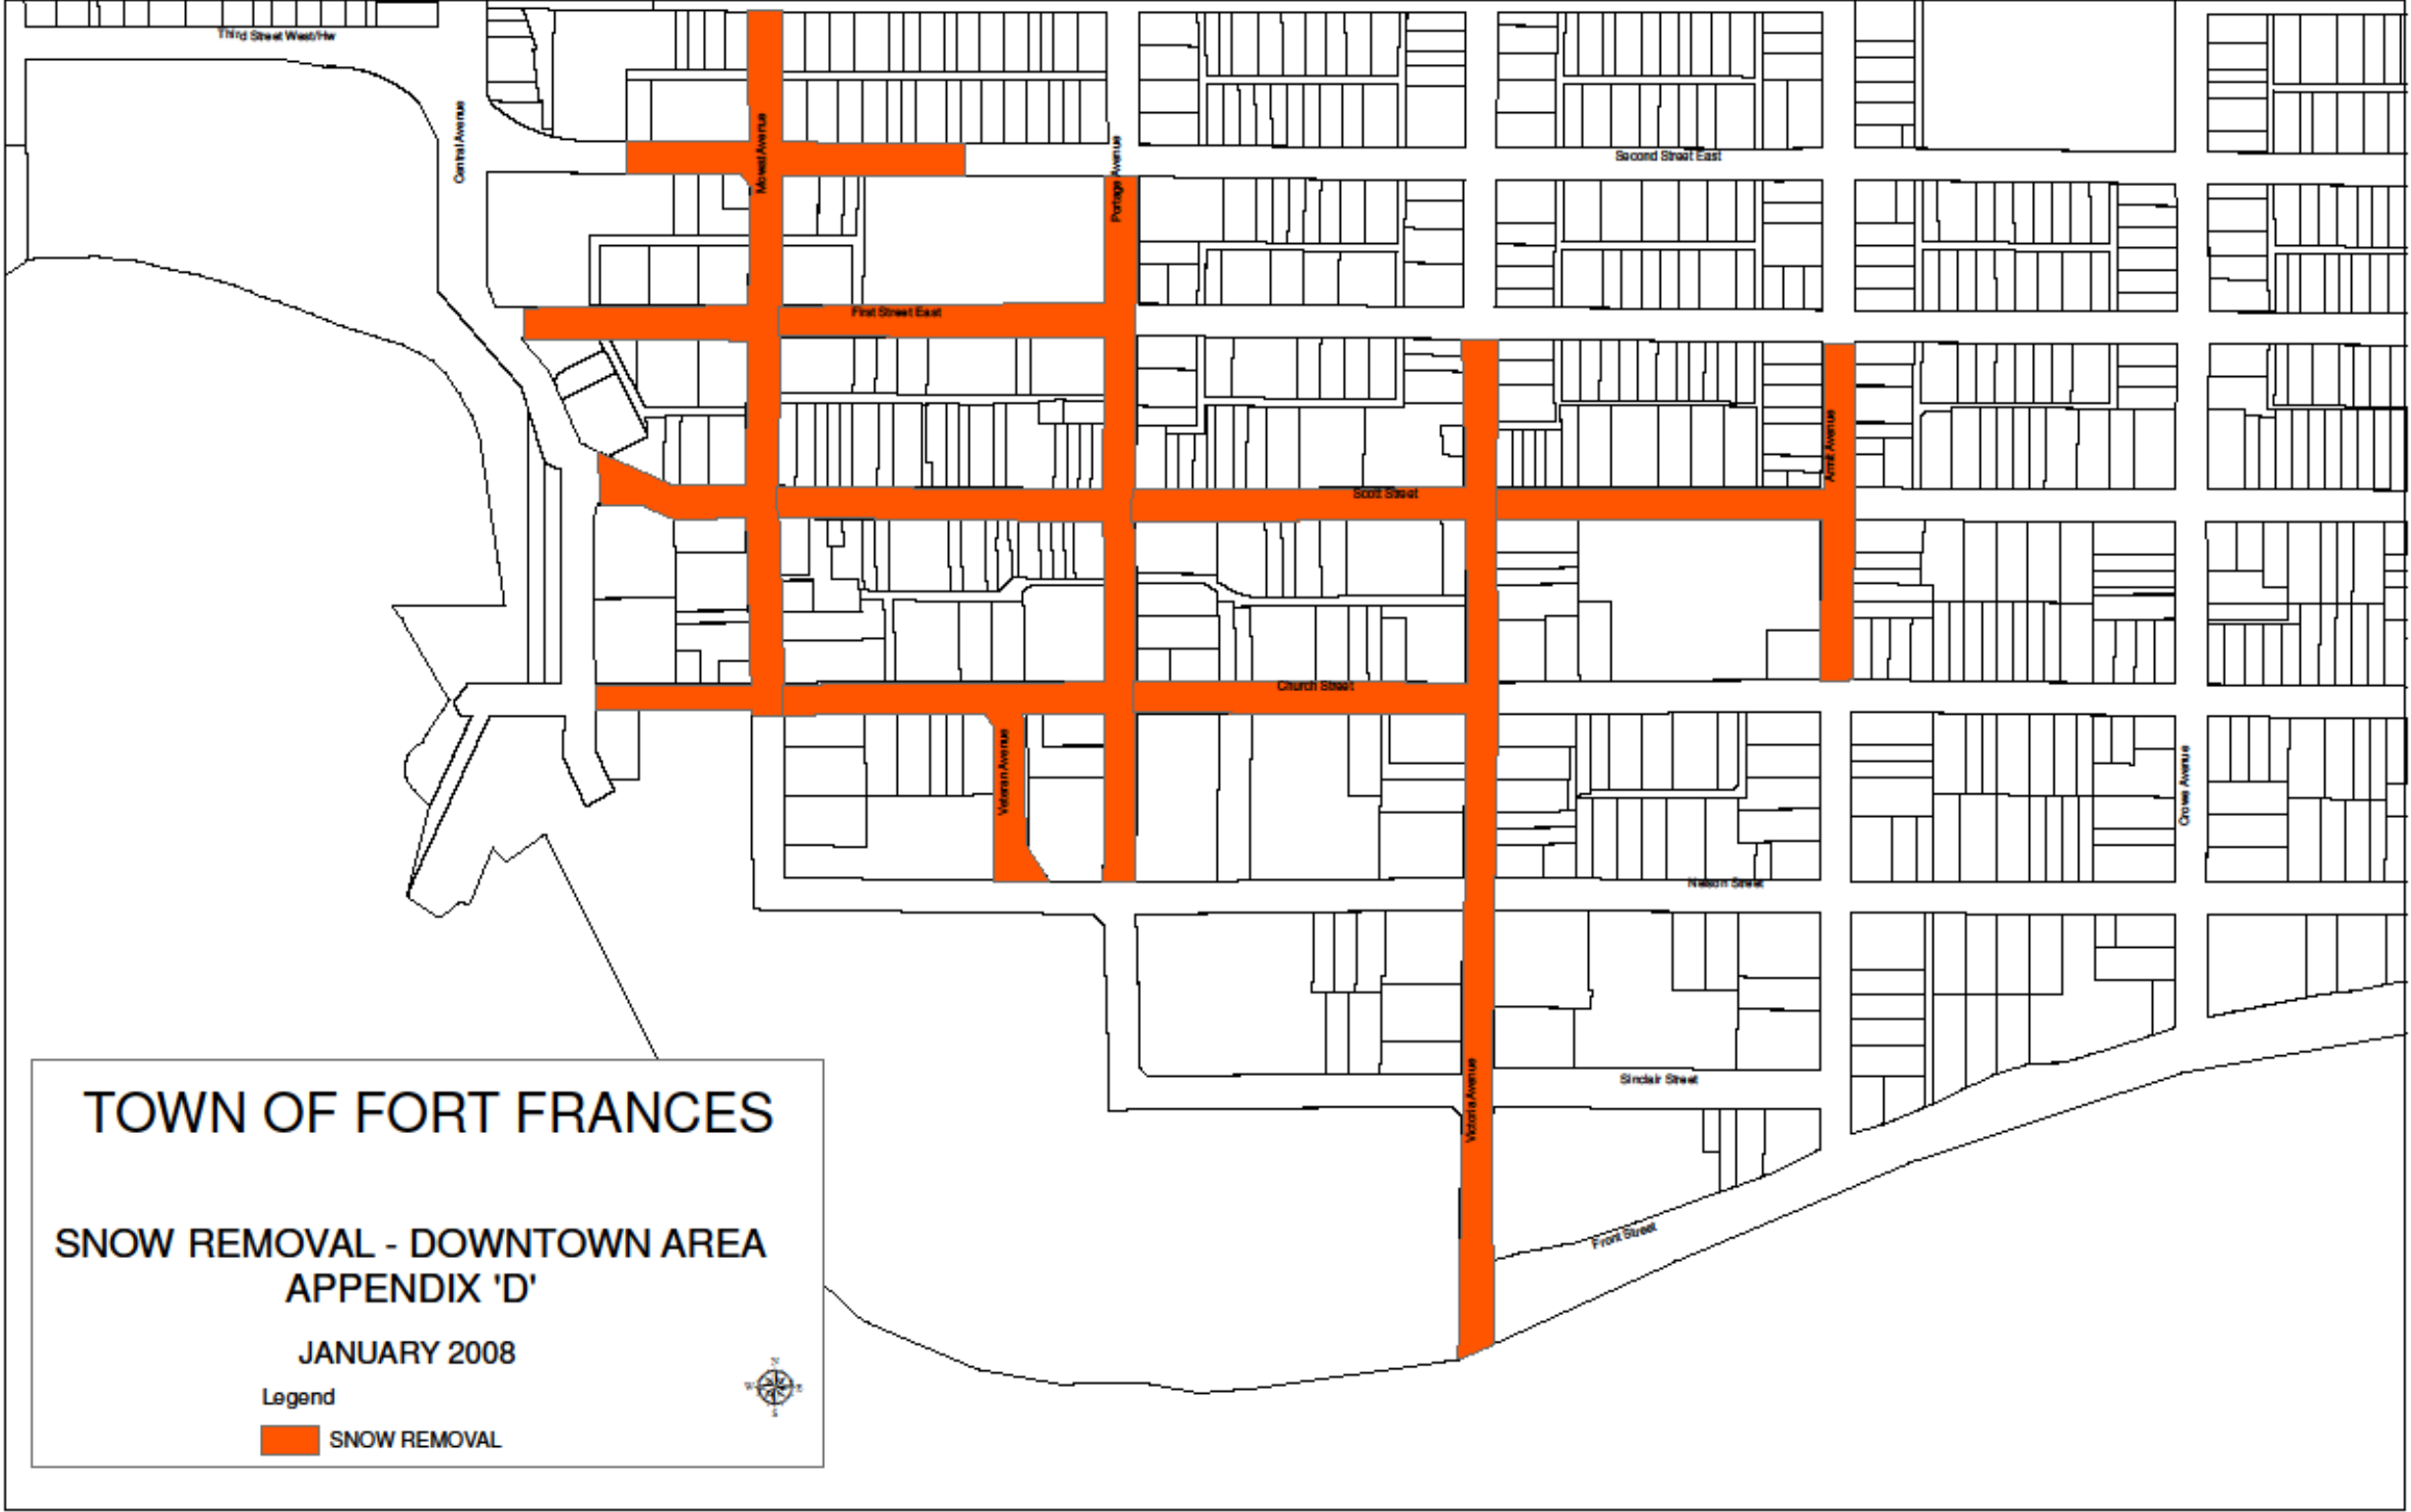 Third Street West/Hw
Central Avenue
Mowat Avenue
Portage Avenue
Second Street East
First Street East
Armit Avenue
Scott Street
Church Street
Veteran Avenue
Crowe Avenue
Nelson Street
Sinclair Street
Victoria Avenue
Front Street
TOWN OF FORT FRANCES
SNOW REMOVAL - DOWNTOWN AREA
APPENDIX 'D'
JANUARY 2008
Legend
SNOW REMOVAL
N
W
E
S